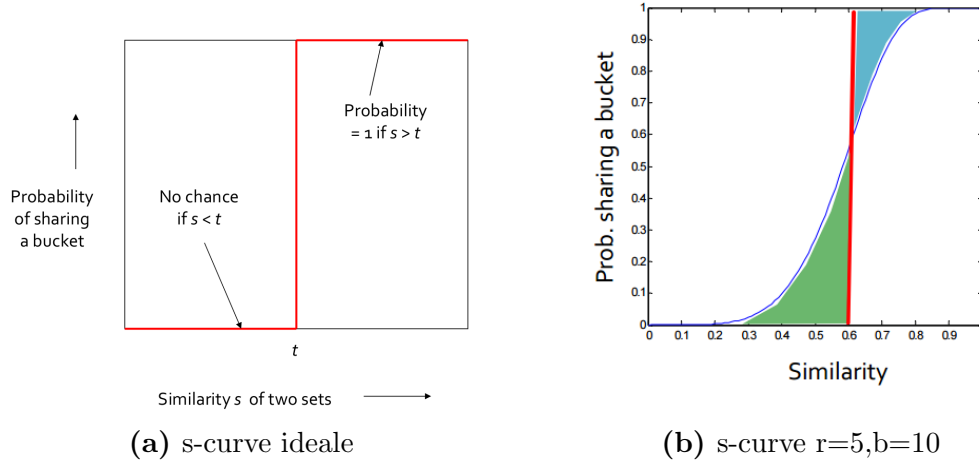 Probability
= 1 if s > t
No chance
if s < t
Probability
of sharing
a bucket
t
Similarity s of two sets
(a) s-curve ideale
Prob. sharing a bucket
1
0.9
0.8
0.7
0.6
0.5
0.4
0.3
0.2
0.1
0
0 0.1 0.2 0.3 0.4 0.5 0.6 0.7 0.8 0.9
Similarity
(b) s-curve r=5,b=10